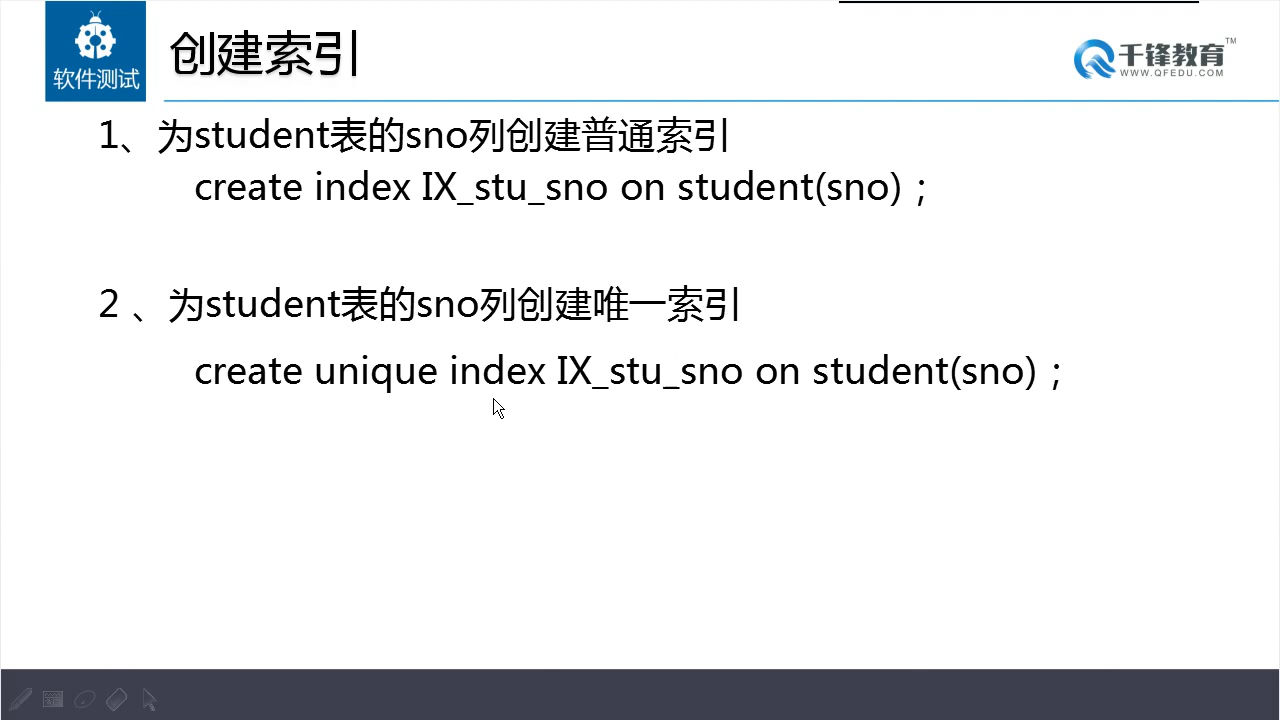 软件测试
创建索引
千锋教育™
WWW.QFEDU.COM
1、为student表的sno列创建普通索引
create index IX_stu_sno on student(sno)；
2 、为student表的sno列创建唯一索引
create unique index IX_stu_sno on student(sno)；